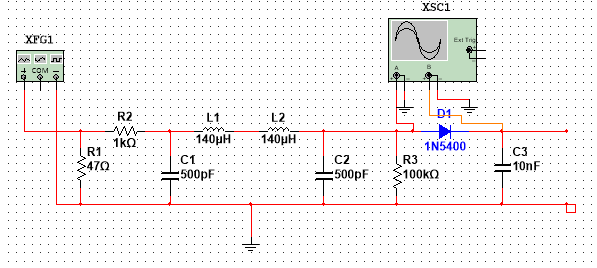 XSC1
XFG1
Ext Trig
A
B
COM
R2
1kΩ
L1
140µH
L2
140µH
D1
1N5400
R1
47Ω
C1
500pF
C2
500pF
R3
100kΩ
C3
10nF